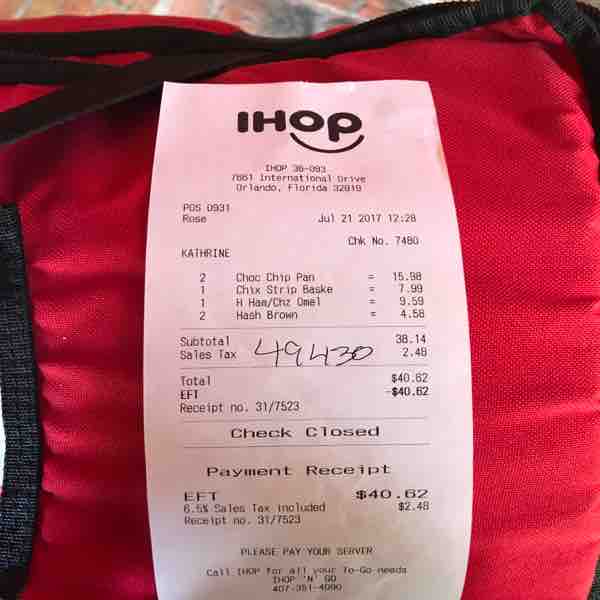 IHOP
IHOP 36-093
7661 International Drive
Orlando, Florida 32819
POS 0931
Rose Jul 21 2017 12:28
Chk No. 7480
KATHRINE
2 Choc Chip Pan = 15.98
1 Chix Strip Baske = 7.99
1 H Ham/Chz Omel = 9.59
2 Hash Brown = 4.58
Subtotal 38.14
Sales Tax 2.48
49430
Total $40.62
EFT -$40.62
Receipt no. 31/7523
Check Closed
Payment Receipt
EFT $40.62
6.5% Sales Tax included $2.48
Receipt no. 31/7523
PLEASE PAY YOUR SERVER
Call IHOP for all your To-Go needs
IHOP 'N' GO
407-351-4090